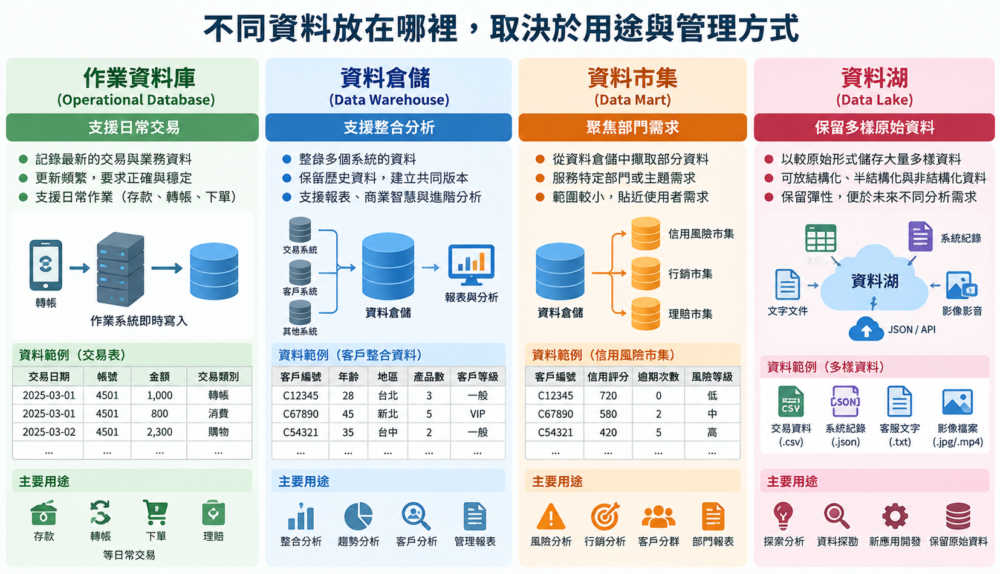 不同資料放在哪裡，取決於用途與管理方式
作業資料庫
(Operational Database)
支援日常交易
記錄最新的交易與業務資料
更新頻繁，要求正確與穩定
支援日常作業（存款、轉帳、下單）
轉帳
作業系統即時寫入
資料範例（交易表）
交易日期 帳號 金額 交易類別
2025-03-01 4501 1,000 轉帳
2025-03-01 4501 800 消費
2025-03-02 4501 2,300 購物
... ... ... ...
主要用途
存款 轉帳 下單 理賠
等日常交易
資料倉儲
(Data Warehouse)
支援整合分析
多個系統的資料
保留歷史資料，建立共同版本
支援報表、商業智慧與進階分析
交易系統
客戶系統
其他系統
資料倉儲
報表與分析
資料範例（客戶整合資料）
客戶編號 年齡 地區 產品數 客戶等級
C12345 28 台北 3 一般
C67890 45 新北 5 VIP
C54321 35 台中 2 一般
... ... ... ... ...
主要用途
整合分析 趨勢分析 客戶分析 管理報表
資料市集
(Data Mart)
聚焦部門需求
從資料倉儲中取部分資料
服務特定部門或主題需求
範圍較小，貼近使用者需求
資料倉儲
信用風險市集
行銷市集
理賠市集
資料範例（信用風險市集）
客戶編號 信用評分 逾期次數 風險等級
C12345 720 0 低
C67890 580 2 中
C54321 420 5 高
... ... ... ...
主要用途
風險分析 行銷分析 客戶分群 部門報表
資料湖
(Data Lake)
保留多樣原始資料
以較原始形式儲存大量多樣資料
可放結構化、半結構化與非結構化資料
保留彈性，便於未來不同分析需求
系統紀錄
資料湖
文字文件
影像影音
JSON / API
資料範例（多樣資料）
CSV JSON
交易資料 系統紀錄 客服文字 影像檔案
(.csv) (.json) (.txt) (.jpg/.mp4)
主要用途
探索分析 資料探勘 新應用開發 保留原始資料